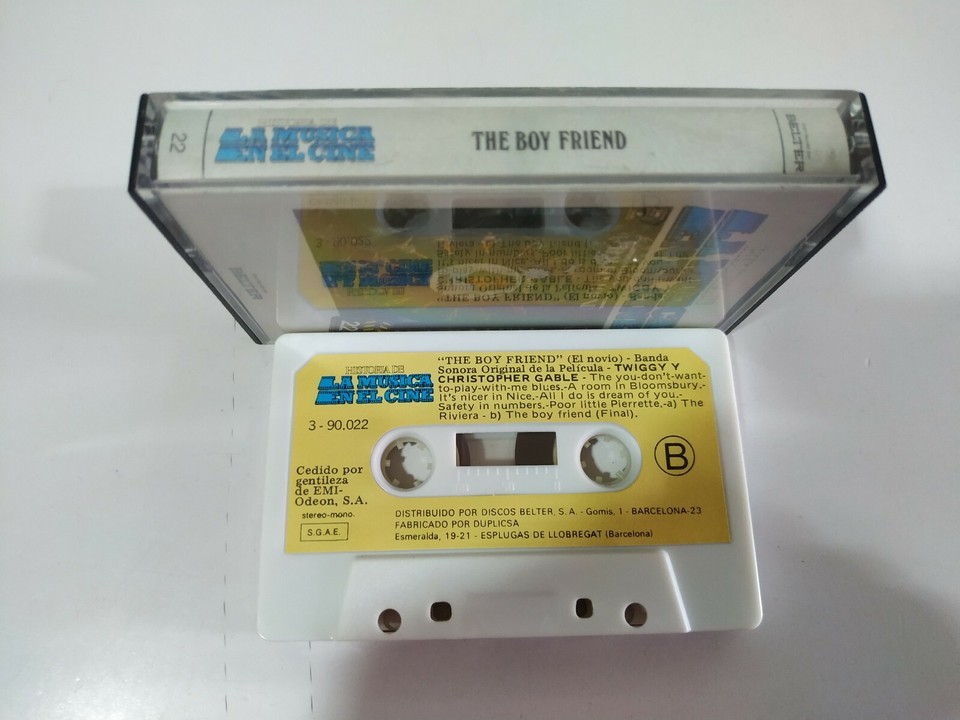 22
HISTORIA DE
LA MUSICA
EN EL CINE
THE BOY FRIEND
BELTER
3 - 90.022
HISTORIA DE
LA MUSICA
EN EL CINE
3 - 90.022
"THE BOY FRIEND" (El novio) - Banda
Sonora Original de la Película - TWIGGY Y
CHRISTOPHER GABLE - The you-don't-want-
to-play-with-me blues.-A room in Bloomsbury.-
It's nicer in Nice.-All i do is dream of you.-
Safety in numbers.-Poor little Pierrette.-a) The
Riviera - b) The boy friend (Final).
B
Cedido por
gentileza
de EMI-
Odeon, S.A.
stereo-mono.
S.G.A.E.
DISTRIBUIDO POR DISCOS BELTER, S.A. - Gomis, 1 - BARCELONA-23
FABRICADO POR DUPLICSA
Esmeralda, 19-21 - ESPLUGAS DE LLOBREGAT (Barcelona)